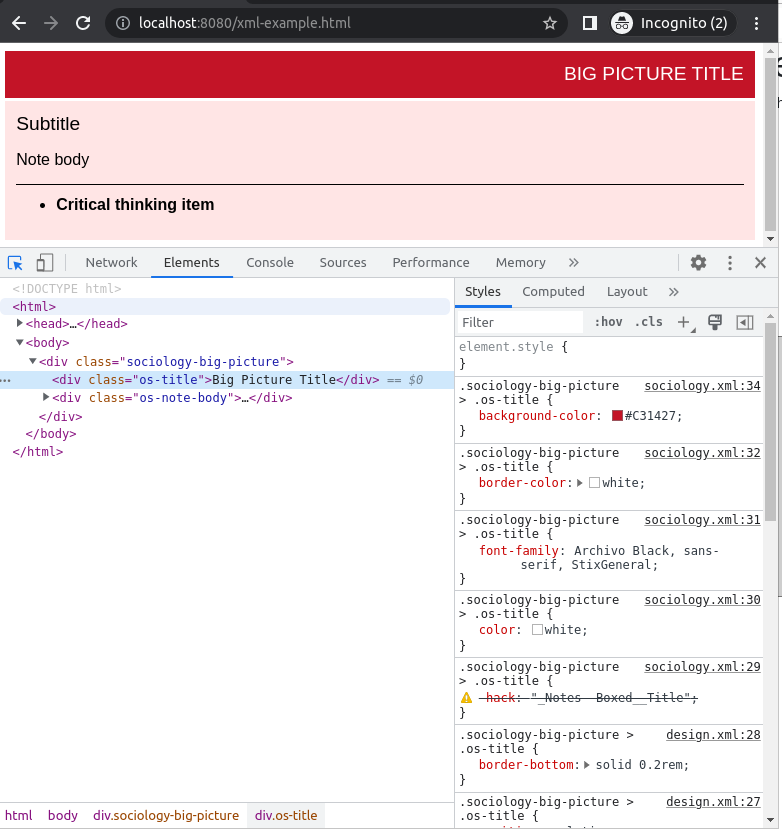 localhost:8080/xml-example.html
Incognito (2)
BIG PICTURE TITLE
Subtitle
Note body
• Critical thinking item
Network Elements Console Sources Performance Memory »
<!DOCTYPE html>
<html>
<head>…</head>
<body>
<div class="sociology-big-picture">
<div class="os-title">Big Picture Title</div> == $0
<div class="os-note-body">…</div>
</div>
</body>
</html>
html body div.sociology-big-picture div.os-title
Styles Computed Layout »
Filter :hov .cls +
element.style {
}
.sociology-big-picture sociology.xml:34
> .os-title {
background-color: #C31427;
}
.sociology-big-picture sociology.xml:32
> .os-title {
border-color: white;
}
.sociology-big-picture sociology.xml:31
> .os-title {
font-family: Archivo Black, sans-
serif, StixGeneral;
}
.sociology-big-picture sociology.xml:30
> .os-title {
color: white;
}
.sociology-big-picture sociology.xml:29
> .os-title {
-hack: "_Notes--Boxed__Title";
}
.sociology-big-picture > design.xml:28
.os-title {
border-bottom: solid 0.2rem;
}
.sociology-big-picture > design.xml:27
.os-title {